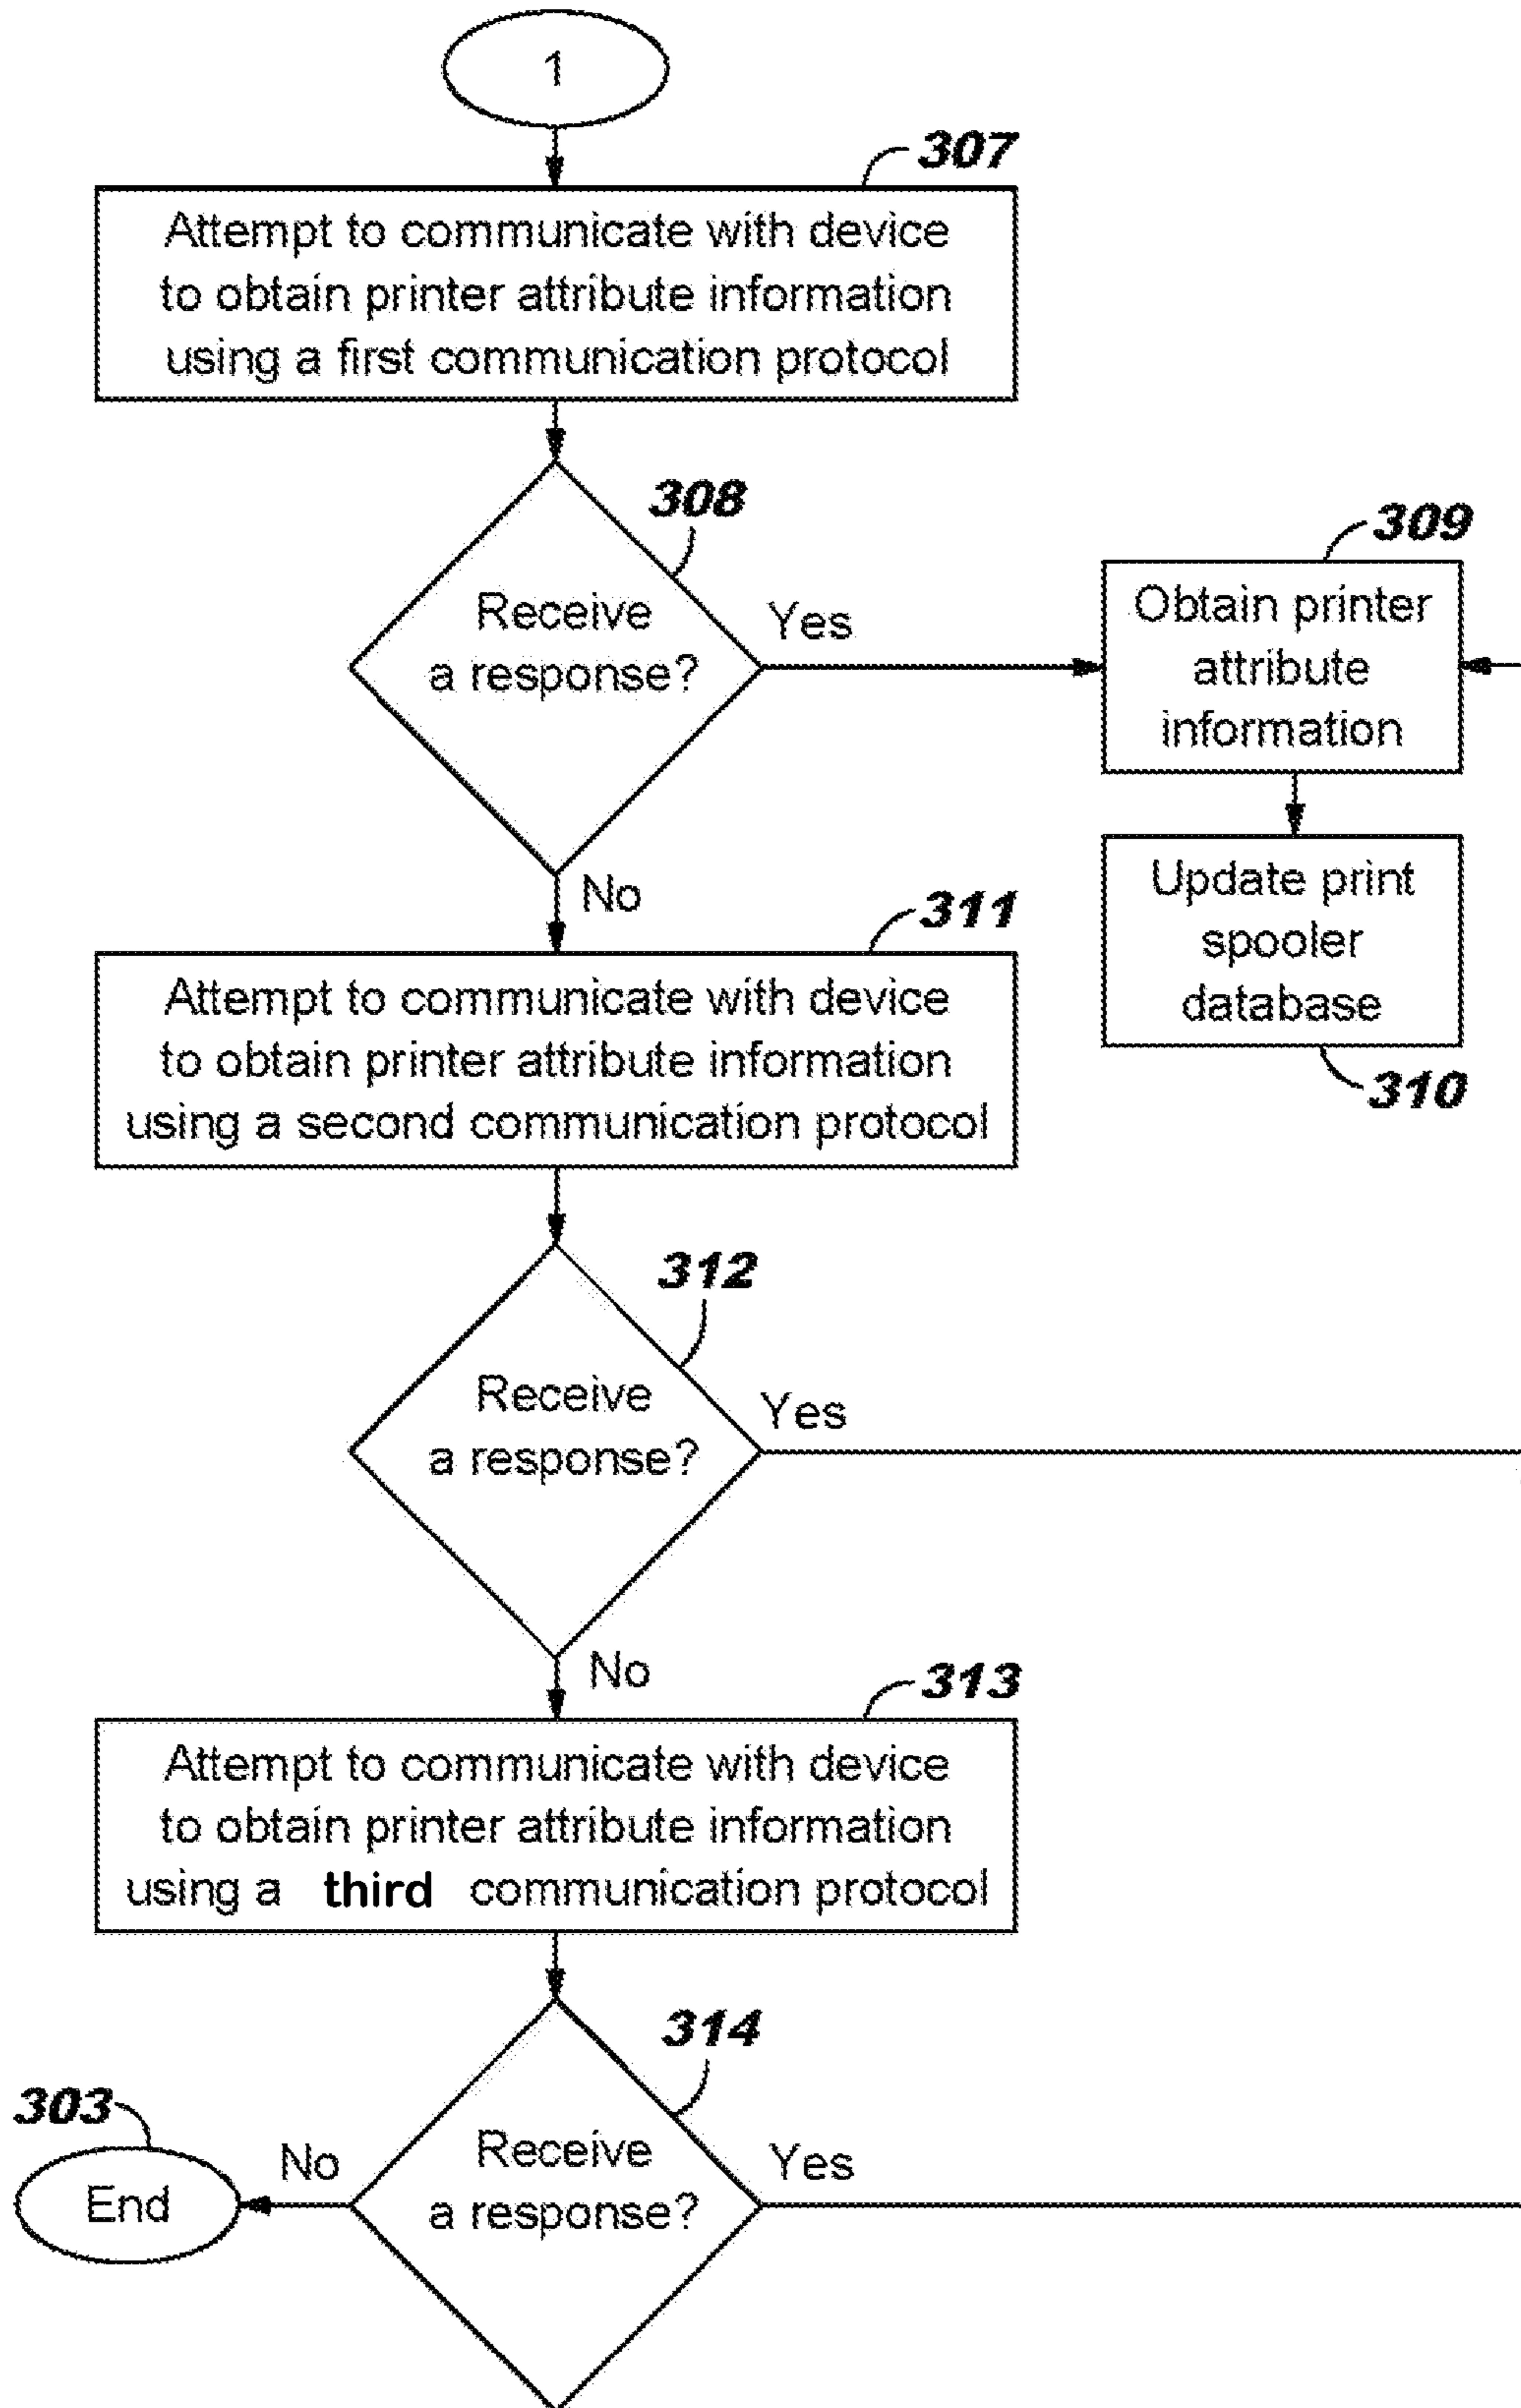 1
307
Attempt to communicate with device
to obtain printer attribute information
using a first communication protocol
308
Receive
a response?
Yes
No
309
Obtain printer
attribute
information
Update print
spooler
database
310
311
Attempt to communicate with device
to obtain printer attribute information
using a second communication protocol
312
Receive
a response?
Yes
No
313
Attempt to communicate with device
to obtain printer attribute information
using a third communication protocol
314
Receive
a response?
Yes
No
303
End